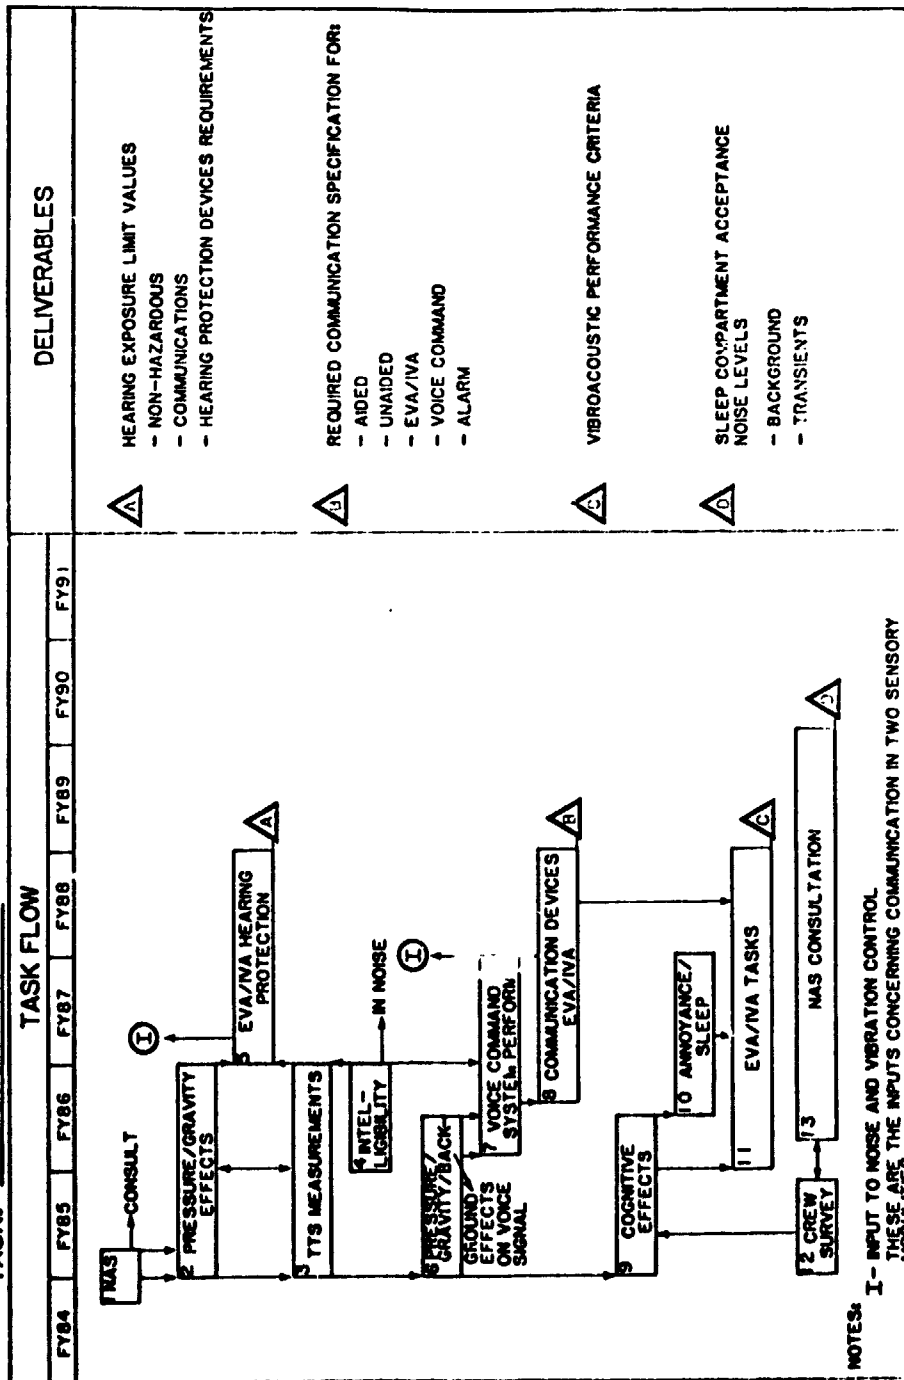 TASK FLOW
DELIVERABLES
FY84 FY85 FY86 FY87 FY88 FY89 FY90 FY91
1 NAS
CONSULT
2 PRESSURE/GRAVITY
EFFECTS
I
5 EVA/IVA HEARING
PROTECTION
A
3 TTS MEASUREMENTS
4 INTEL-
LIGIBILITY
IN NOISE
I
6 PRESSURE/
GRAVITY/BACK-
GROUND
EFFECTS
ON VOICE
SIGNAL
7 VOICE COMMAND
SYSTEM PERFORM
8 COMMUNICATION DEVICES
EVA/IVA
B
9 COGNITIVE
EFFECTS
10 ANNOYANCE/
SLEEP
11 EVA/IVA TASKS
C
12 CREW
SURVEY
13 NAS CONSULTATION
D
A HEARING EXPOSURE LIMIT VALUES
- NON-HAZARDOUS
- COMMUNICATIONS
- HEARING PROTECTION DEVICES REQUIREMENTS
B REQUIRED COMMUNICATION SPECIFICATION FOR:
- AIDED
- UNAIDED
- EVA/IVA
- VOICE COMMAND
- ALARM
C VIBROACOUSTIC PERFORMANCE CRITERIA
D SLEEP COMPARTMENT ACCEPTANCE
NOISE LEVELS
- BACKGROUND
- TRANSIENTS
NOTES:
I - INPUT TO NOISE AND VIBRATION CONTROL
THESE ARE THE INPUTS CONCERNING COMMUNICATION IN TWO SENSORY